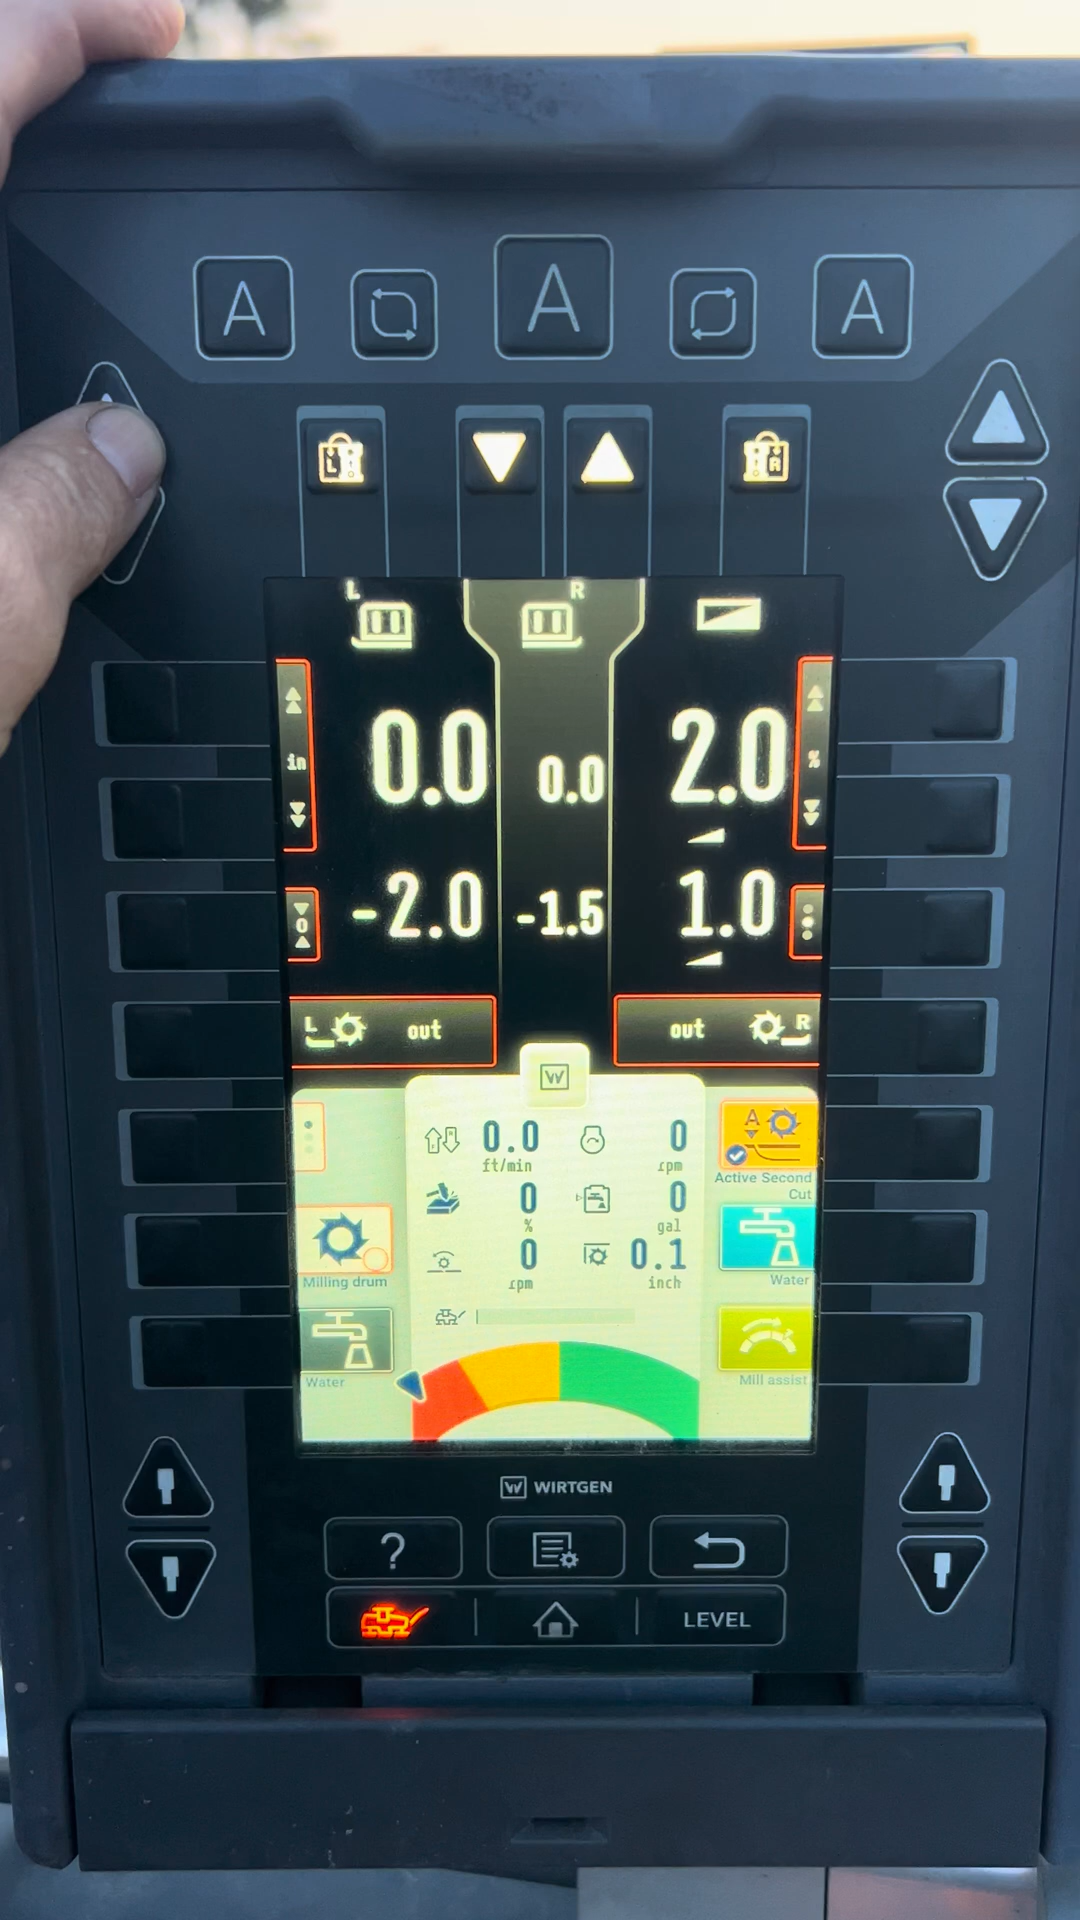 A A A
L R
L R
0.0 0.0 2.0
in %
-2.0 -1.5 1.0
0
L out out R
W
0.0 0
ft/min rpm
0 0
% gal
0 0.1
rpm inch
A
Active Second
Cut
Milling drum
Water
Water
Mill assist
W WIRTGEN
?
LEVEL